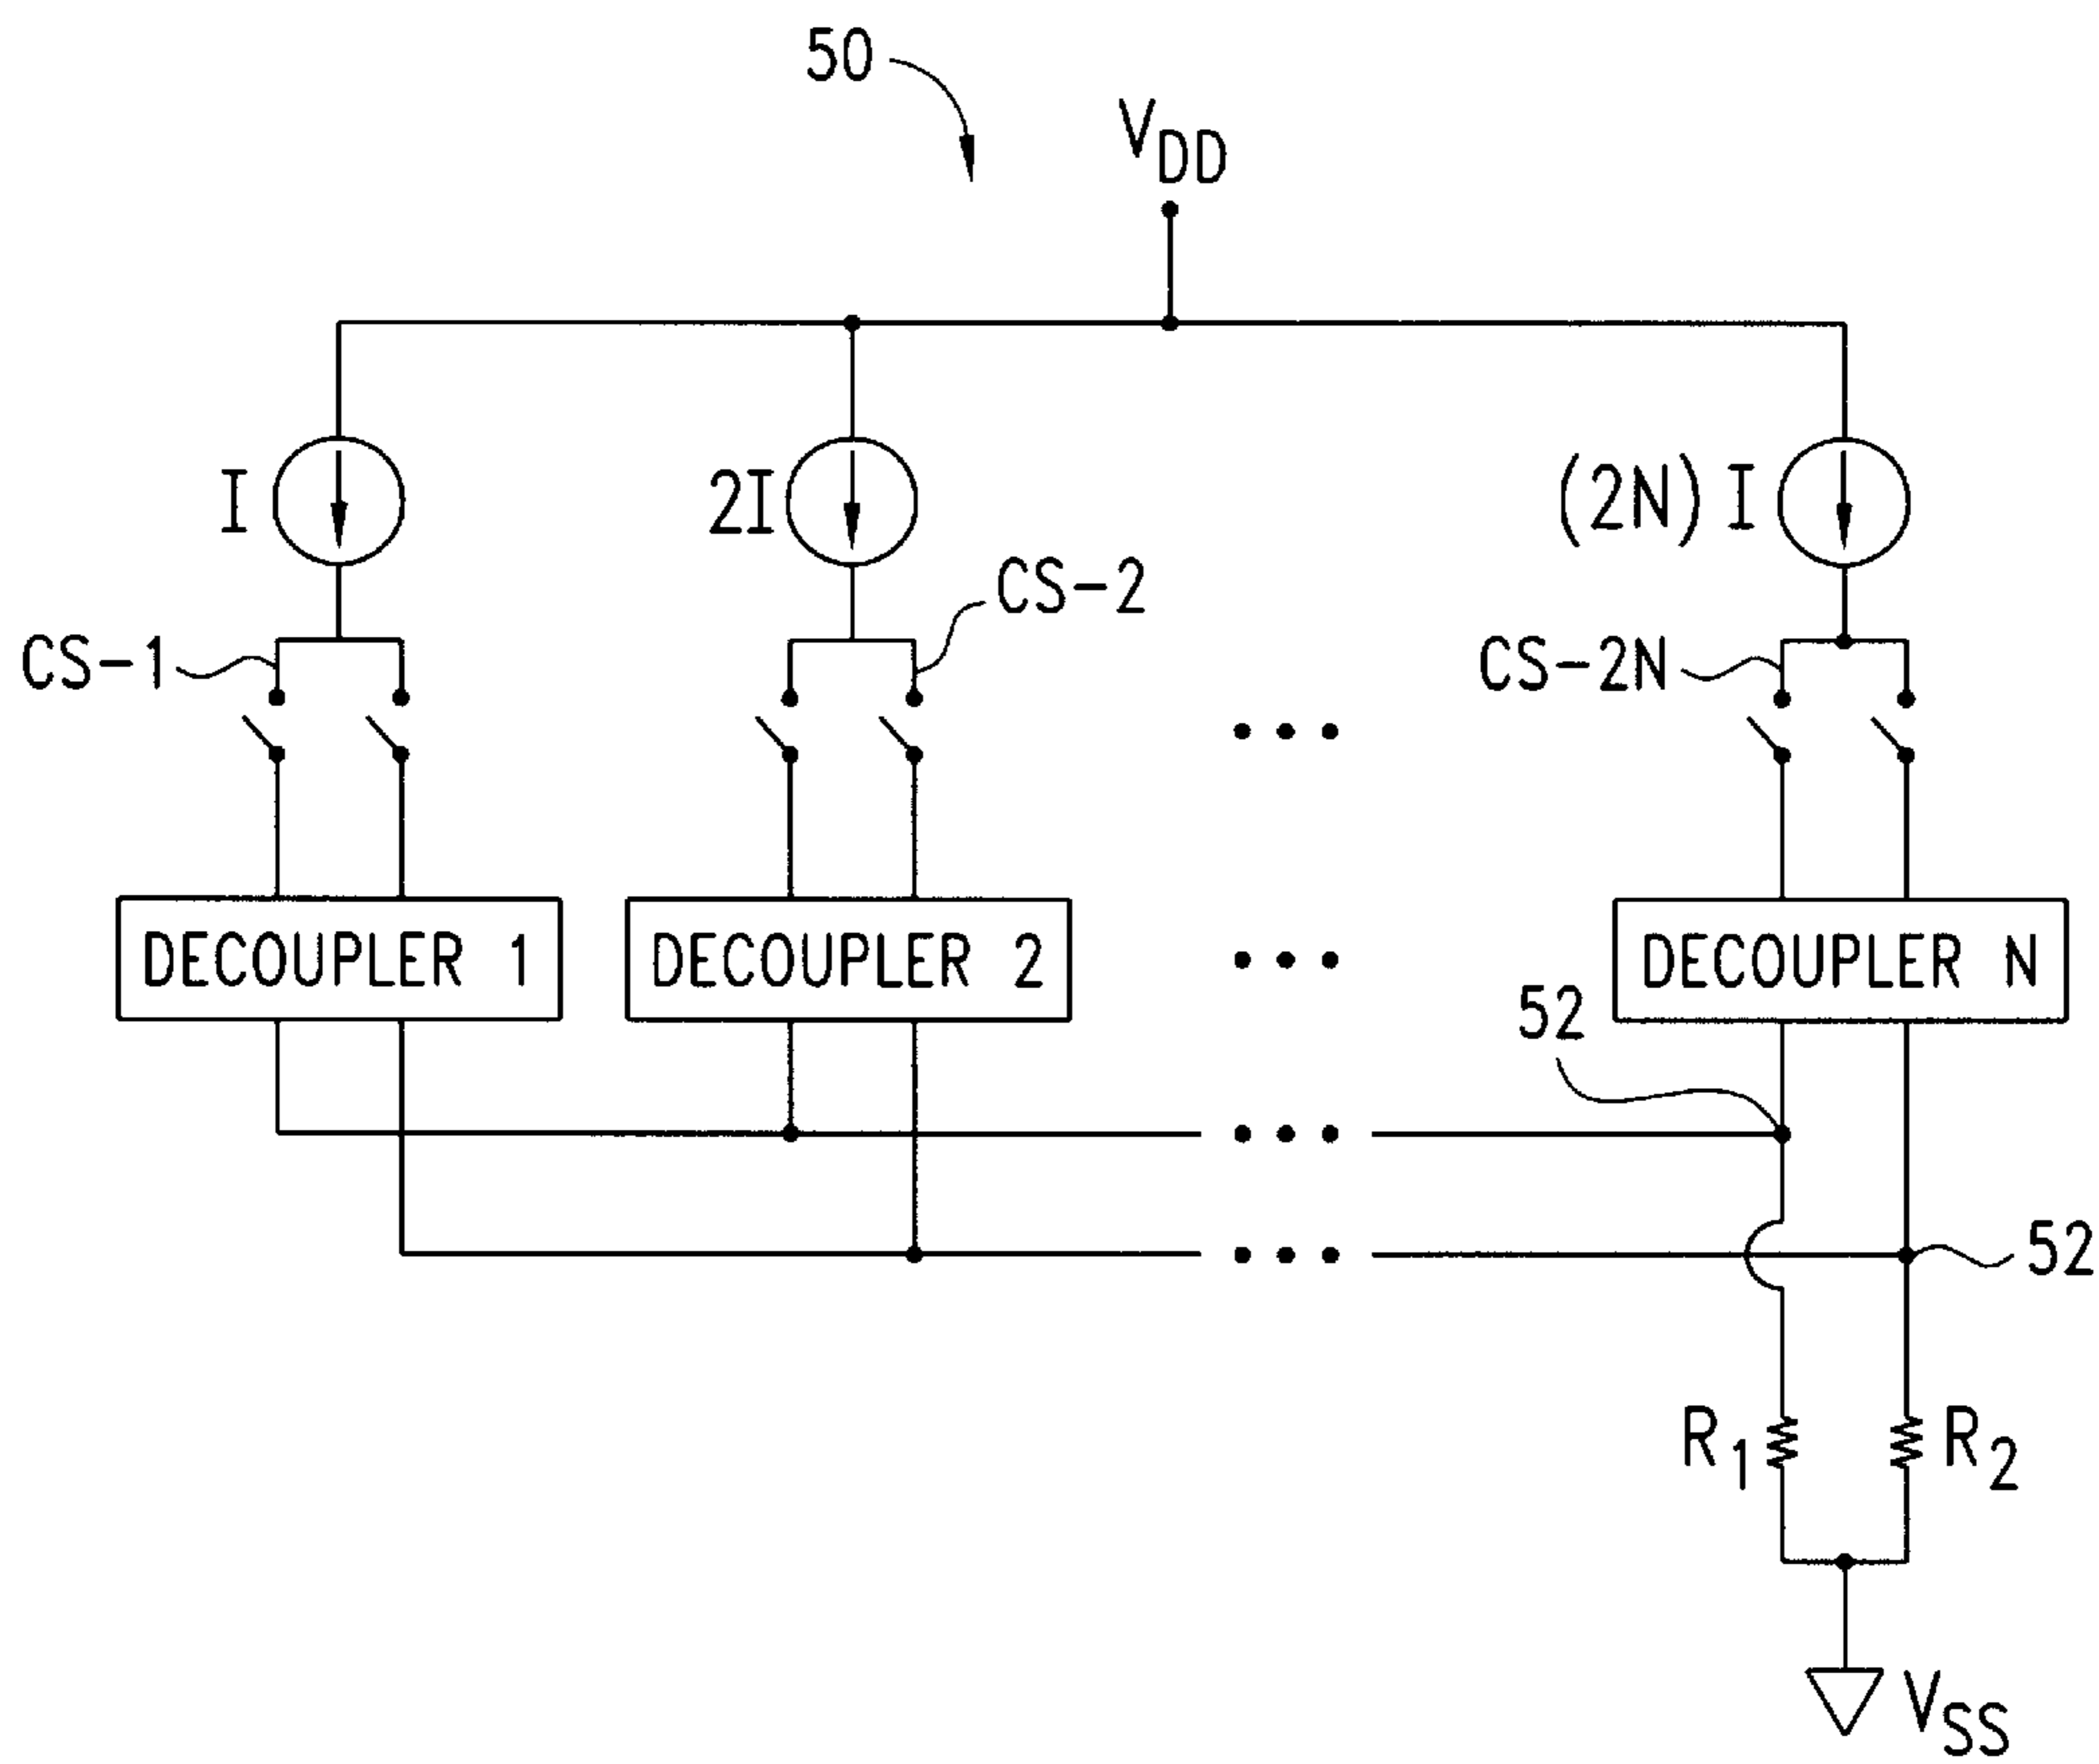 50
VDD
I
2I
(2N) I
CS-1
CS-2
CS-2N
DECOUPLER 1
DECOUPLER 2
DECOUPLER N
52
52
R1
R2
VSS